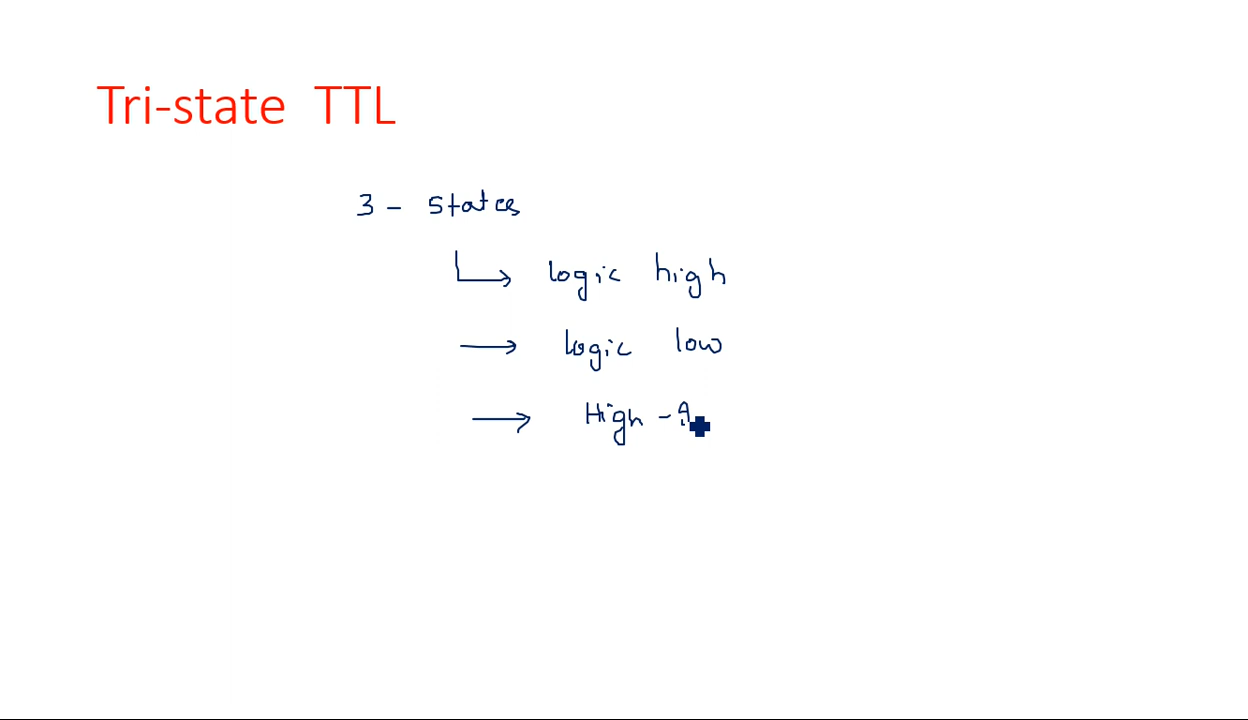 Tri-state TTL
3 - states
logic high
logic low
High -